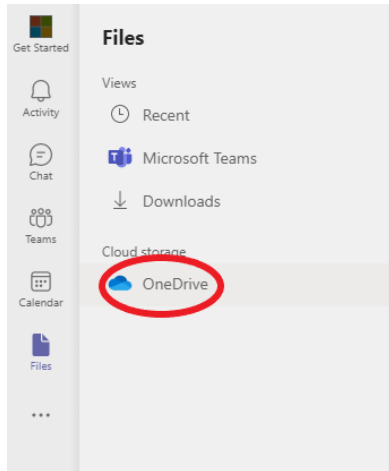 Get Started
Activity
Chat
Teams
Calendar
Files
...
Files
Views
Recent
Microsoft Teams
Downloads
Cloud storage
OneDrive